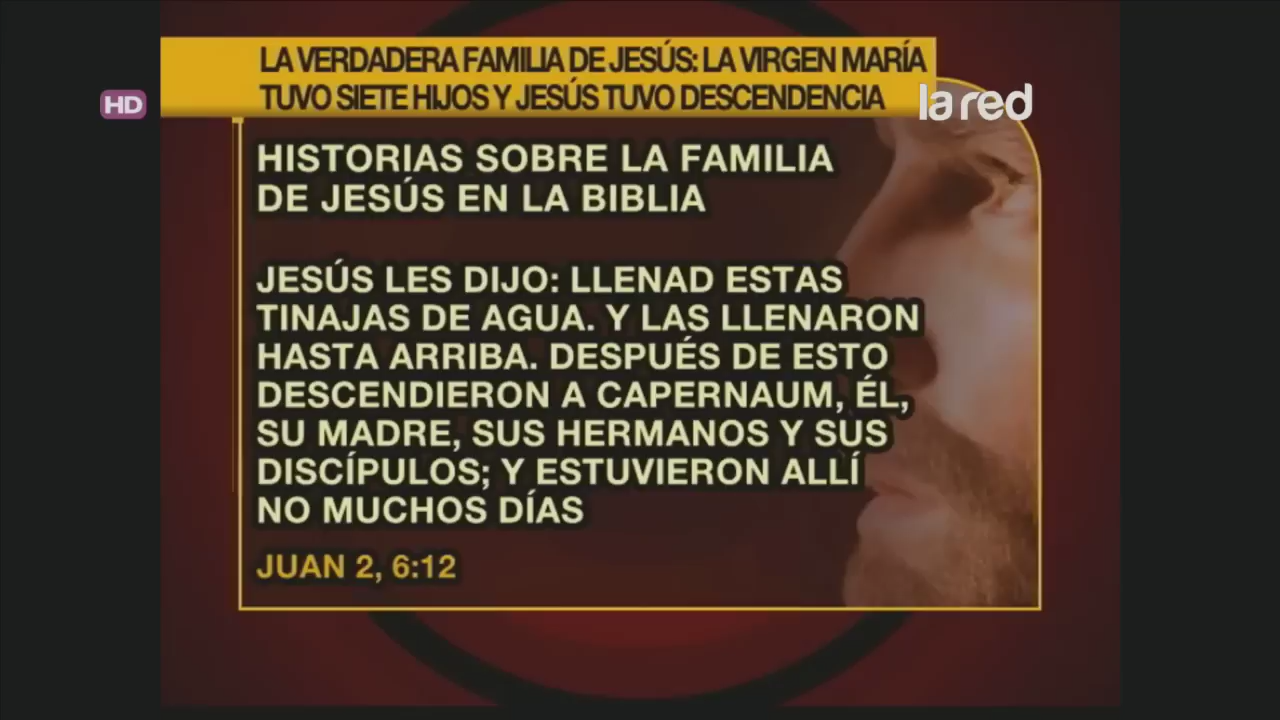 LA VERDADERA FAMILIA DE JESÚS: LA VIRGEN MARÍA
TUVO SIETE HIJOS Y JESÚS TUVO DESCENDENCIA
HD
la red
HISTORIAS SOBRE LA FAMILIA
DE JESÚS EN LA BIBLIA
JESÚS LES DIJO: LLENAD ESTAS
TINAJAS DE AGUA. Y LAS LLENARON
HASTA ARRIBA. DESPUÉS DE ESTO
DESCENDIERON A CAPERNAUM, ÉL,
SU MADRE, SUS HERMANOS Y SUS
DISCÍPULOS; Y ESTUVIERON ALLÍ
NO MUCHOS DÍAS
JUAN 2, 6:12